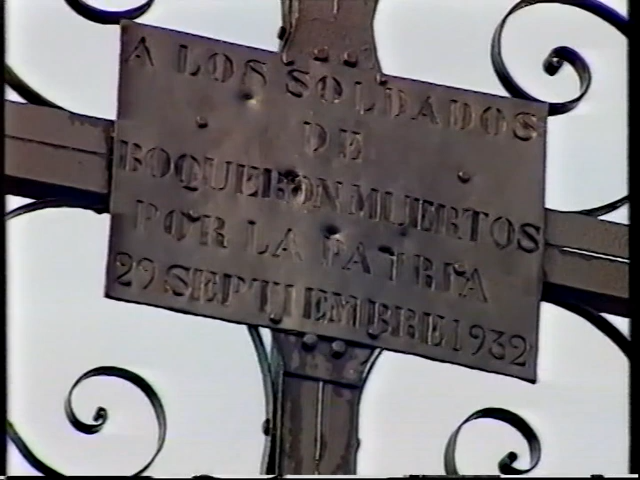 A LOS SOLDADOS
DE
BOQUERON MUERTOS
POR LA PATRIA
29 SEPTIEMBRE 1932